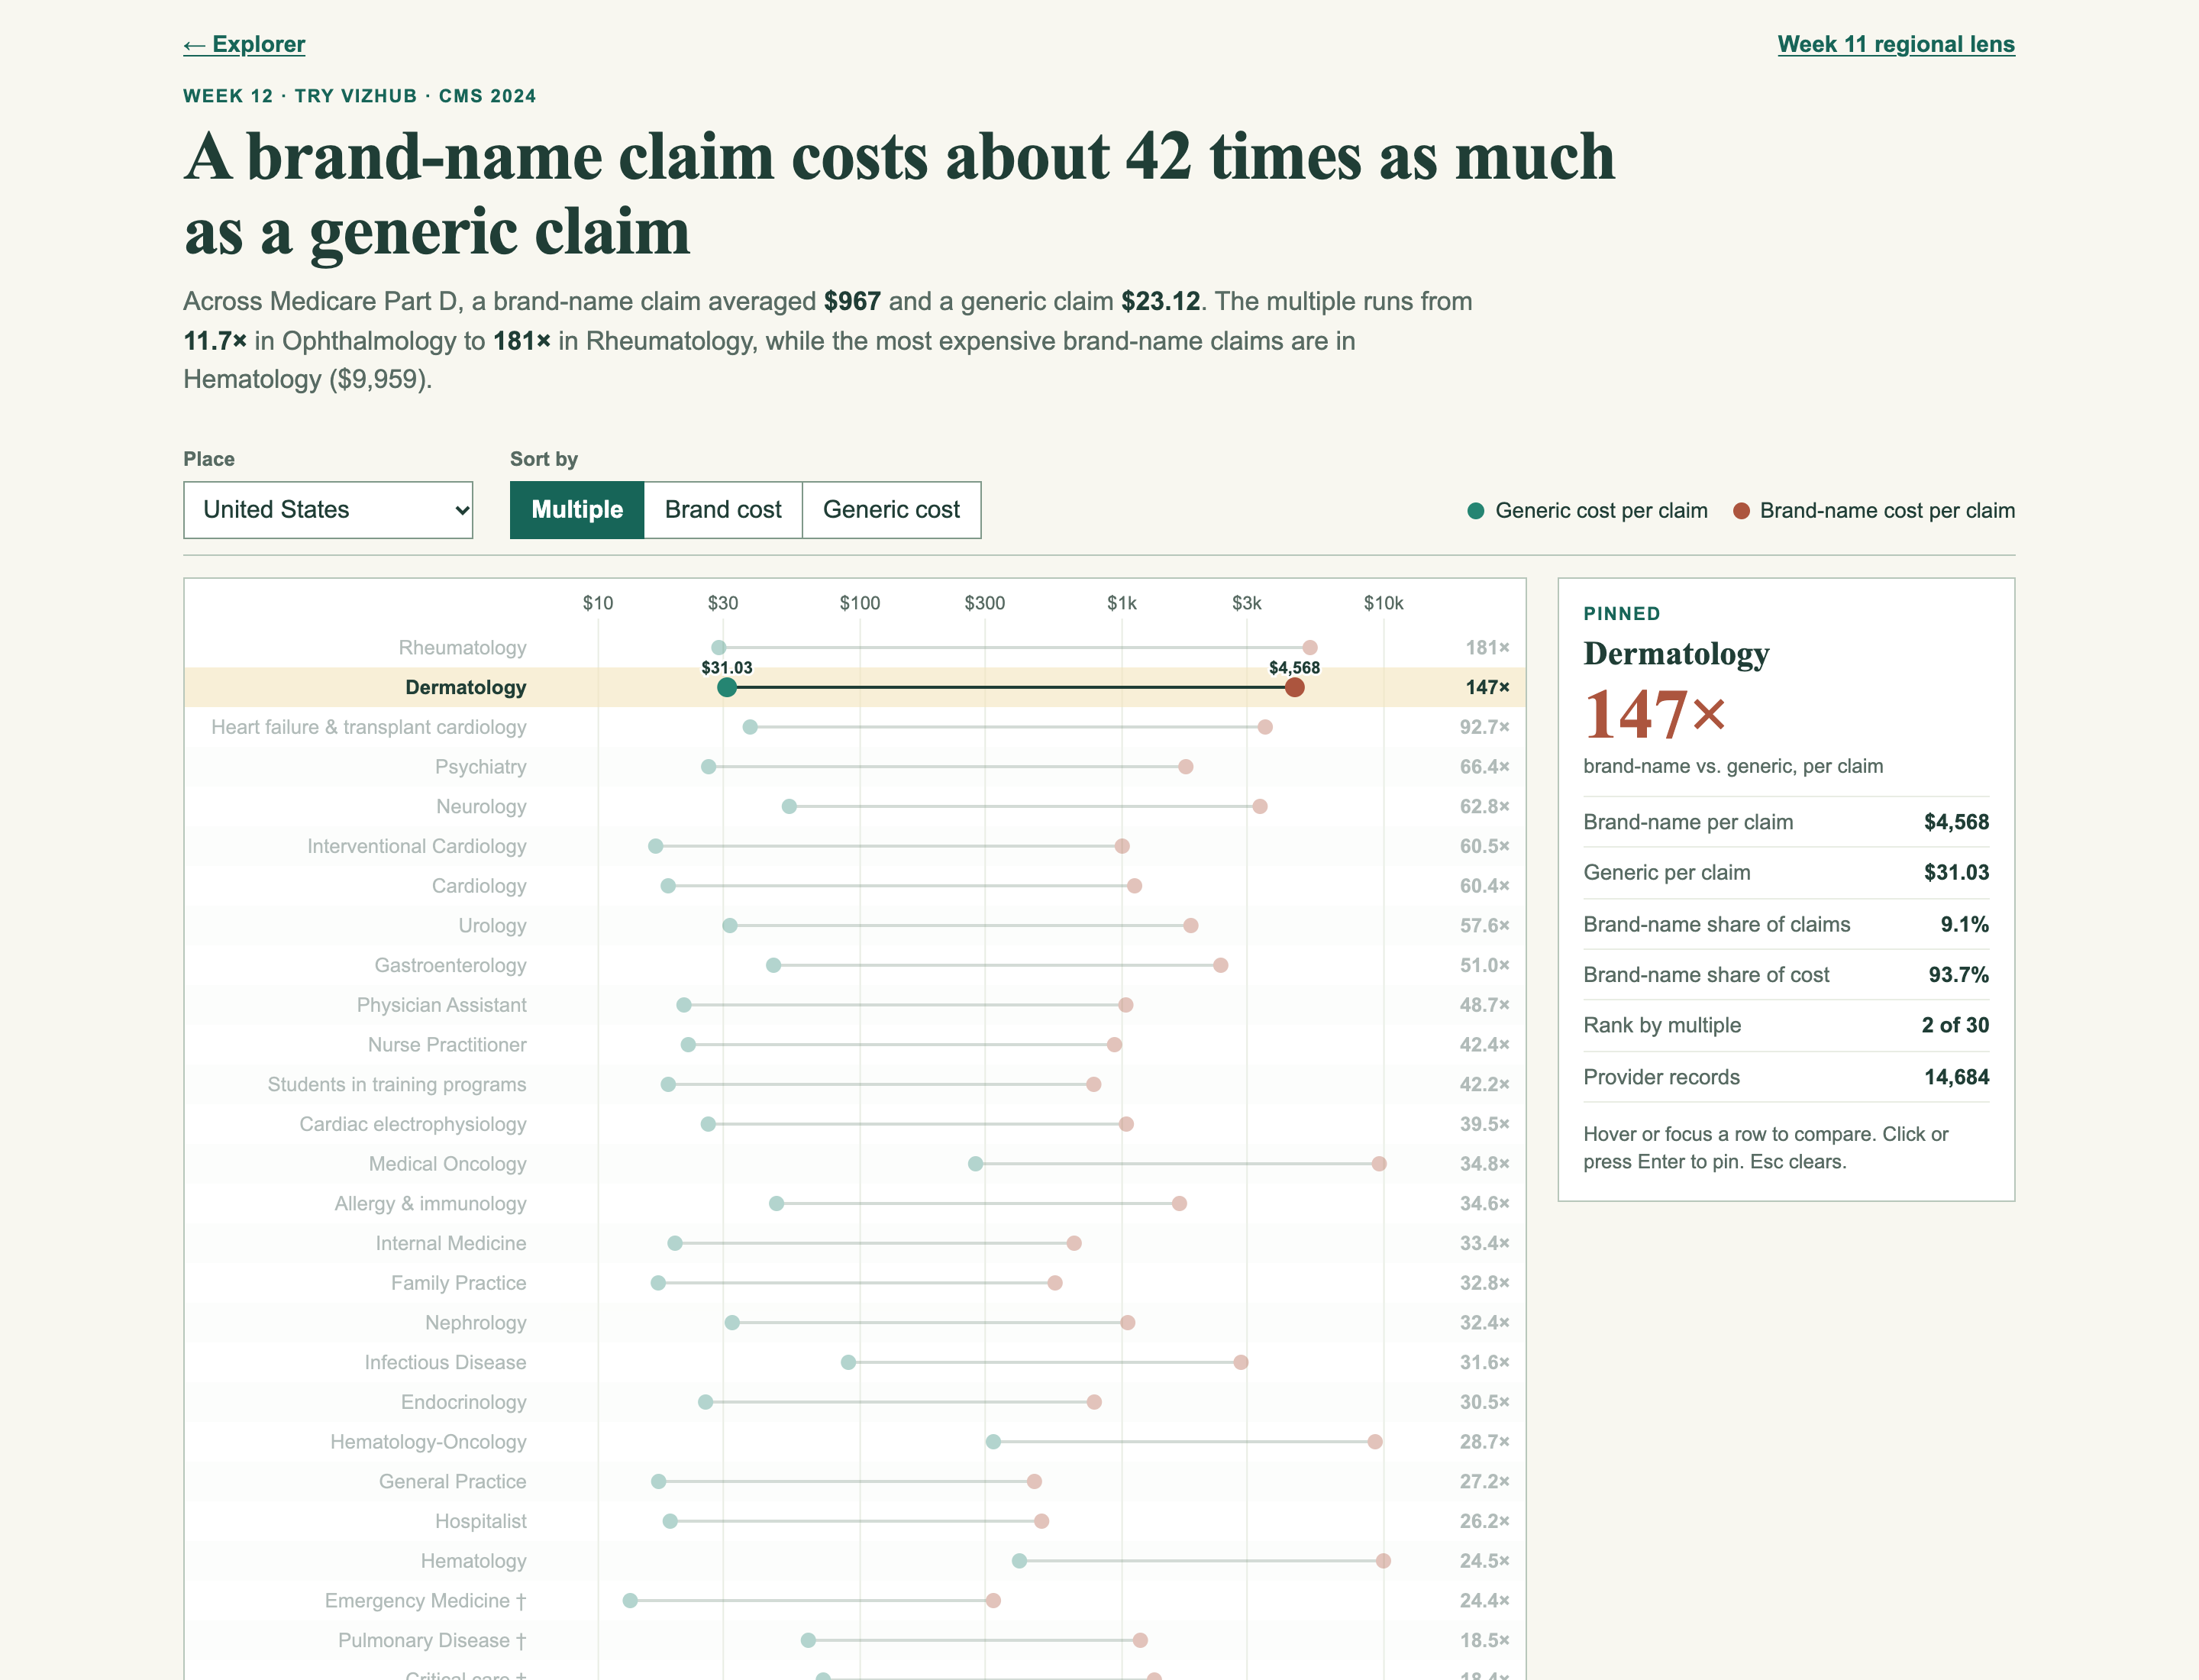 ← Explorer
Week 11 regional lens
WEEK 12 · TRY VIZHUB · CMS 2024
A brand-name claim costs about 42 times as much
as a generic claim
Across Medicare Part D, a brand-name claim averaged $967 and a generic claim $23.12. The multiple runs from
11.7× in Ophthalmology to 181× in Rheumatology, while the most expensive brand-name claims are in
Hematology ($9,959).
Place
Sort by
United States
Multiple
Brand cost
Generic cost
Generic cost per claim
Brand-name cost per claim
$10 $30 $100 $300 $1k $3k $10k
Rheumatology 181×
$31.03 $4,568
Dermatology 147×
Heart failure & transplant cardiology 92.7×
Psychiatry 66.4×
Neurology 62.8×
Interventional Cardiology 60.5×
Cardiology 60.4×
Urology 57.6×
Gastroenterology 51.0×
Physician Assistant 48.7×
Nurse Practitioner 42.4×
Students in training programs 42.2×
Cardiac electrophysiology 39.5×
Medical Oncology 34.8×
Allergy & immunology 34.6×
Internal Medicine 33.4×
Family Practice 32.8×
Nephrology 32.4×
Infectious Disease 31.6×
Endocrinology 30.5×
Hematology-Oncology 28.7×
General Practice 27.2×
Hospitalist 26.2×
Hematology 24.5×
Emergency Medicine † 24.4×
Pulmonary Disease † 18.5×
Critical care † 18.4×
PINNED
Dermatology
147×
brand-name vs. generic, per claim
Brand-name per claim $4,568
Generic per claim $31.03
Brand-name share of claims 9.1%
Brand-name share of cost 93.7%
Rank by multiple 2 of 30
Provider records 14,684
Hover or focus a row to compare. Click or
press Enter to pin. Esc clears.